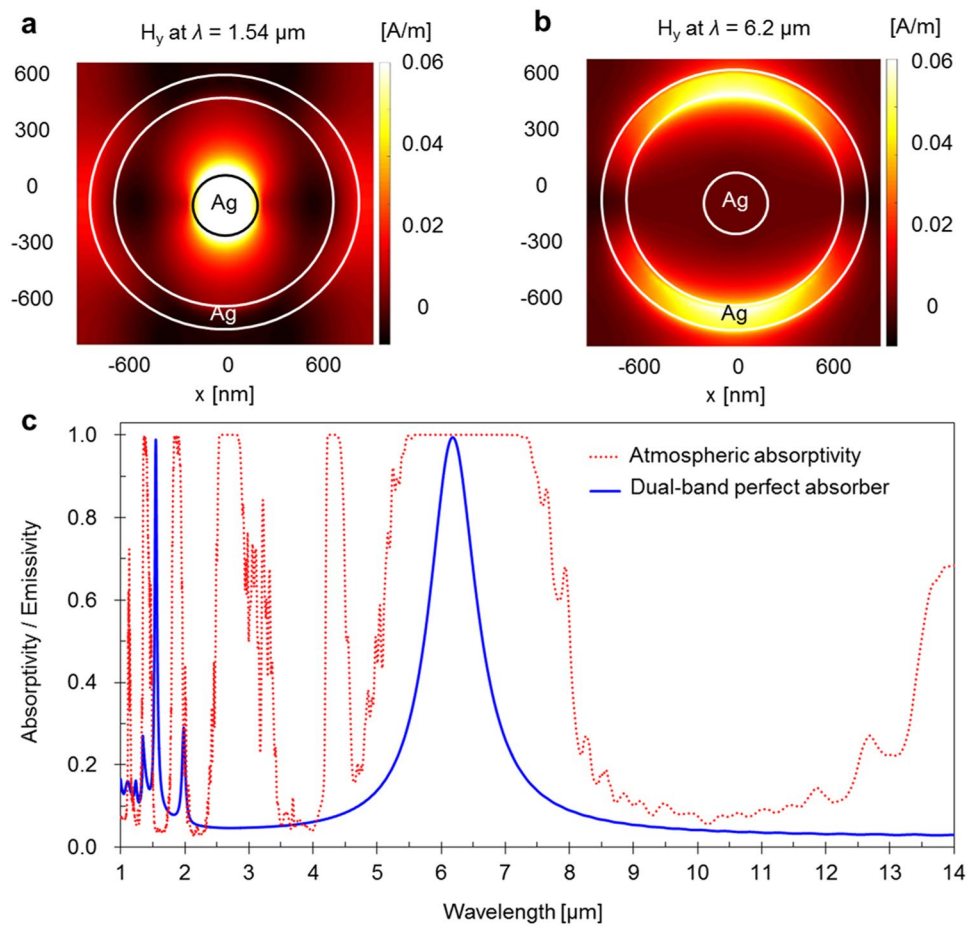 a
H_y at λ = 1.54 μm
[A/m]
600
300
0
-300
-600
Ag
Ag
0.06
0.04
0.02
0
-600
0
600
x [nm]
b
H_y at λ = 6.2 μm
[A/m]
600
300
0
-300
-600
Ag
Ag
0.06
0.04
0.02
0
-600
0
600
x [nm]
c
Absorptivity / Emissivity
1.0
0.8
0.6
0.4
0.2
0.0
Atmospheric absorptivity
Dual-band perfect absorber
1 2 3 4 5 6 7 8 9 10 11 12 13 14
Wavelength [μm]